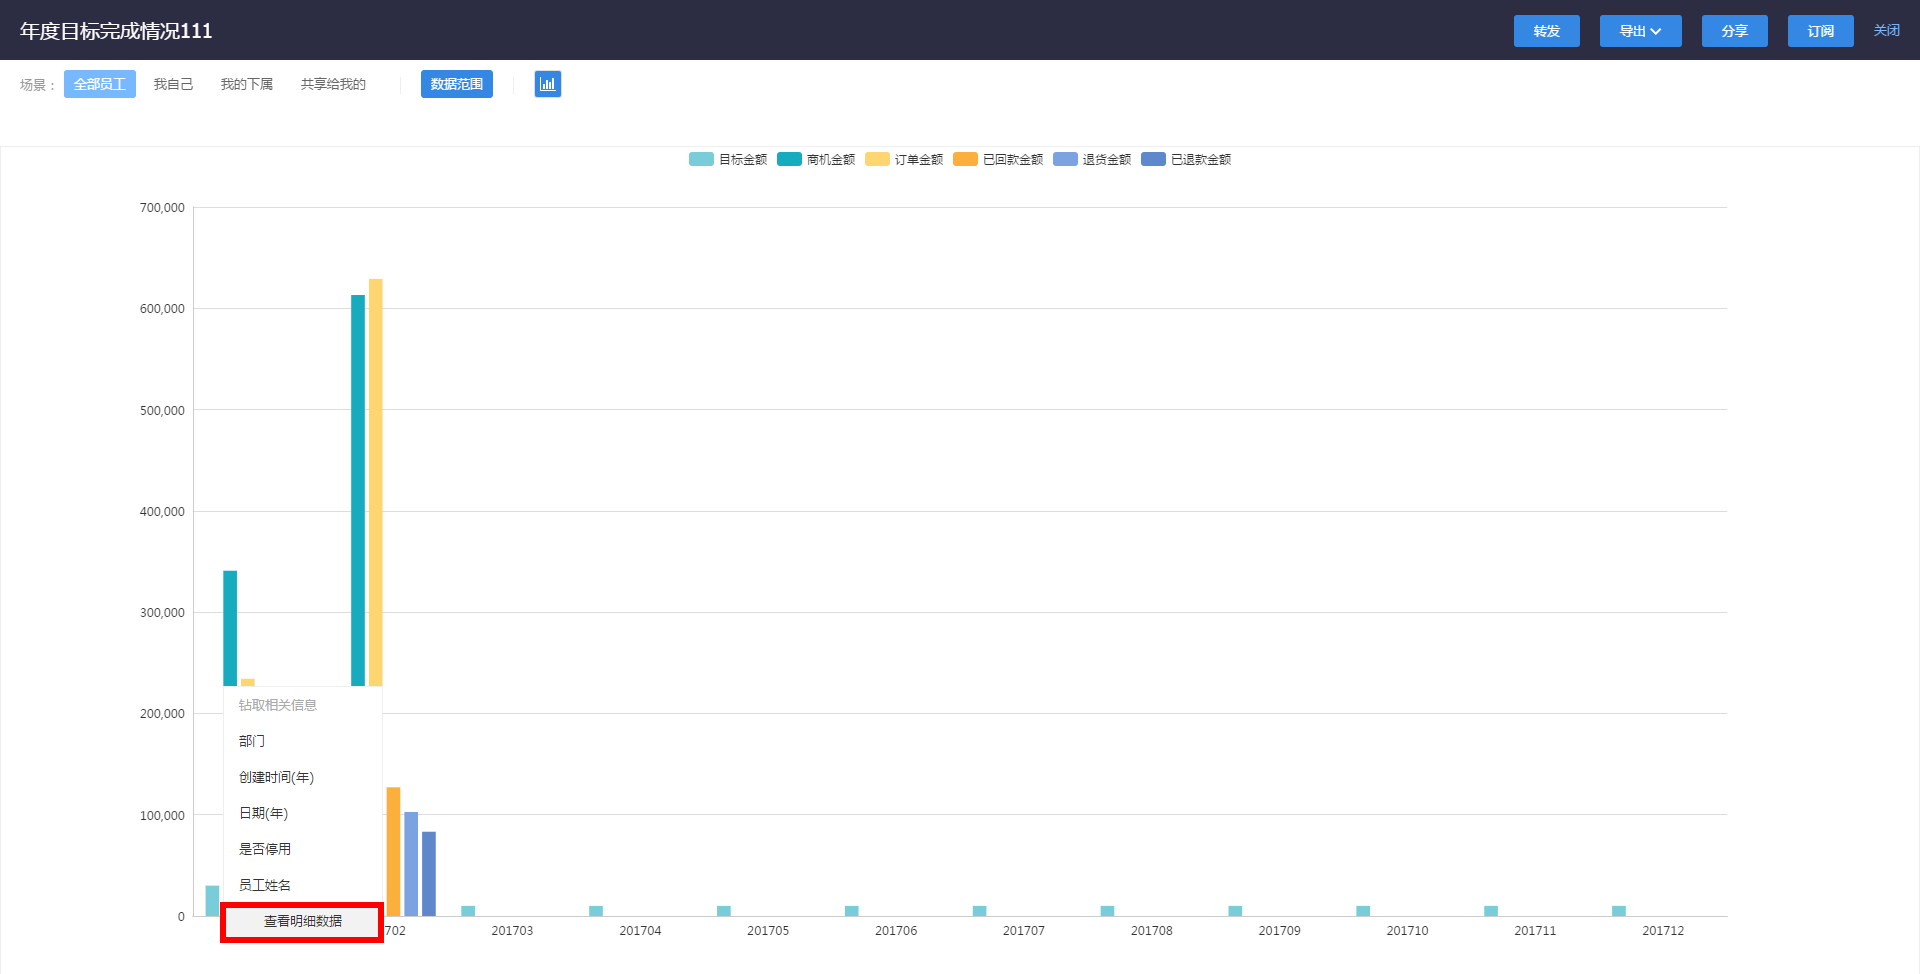 年度目标完成情况111
转发
导出
分享
订阅
关闭
场景：
全部员工
我自己
我的下属
共享给我的
数据范围
目标金额
商机金额
订单金额
已回款金额
退货金额
已退款金额
700,000
600,000
500,000
400,000
300,000
200,000
100,000
0
钻取相关信息
部门
创建时间(年)
日期(年)
是否停用
员工姓名
查看明细数据
702
201703
201704
201705
201706
201707
201708
201709
201710
201711
201712